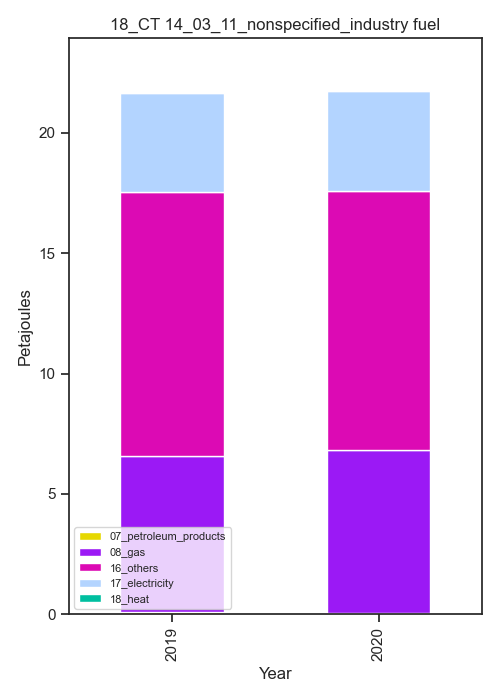 18_CT 14_03_11_nonspecified_industry fuel
Petajoules
20
15
10
5
0
07_petroleum_products
08_gas
16_others
17_electricity
18_heat
2019
2020
Year